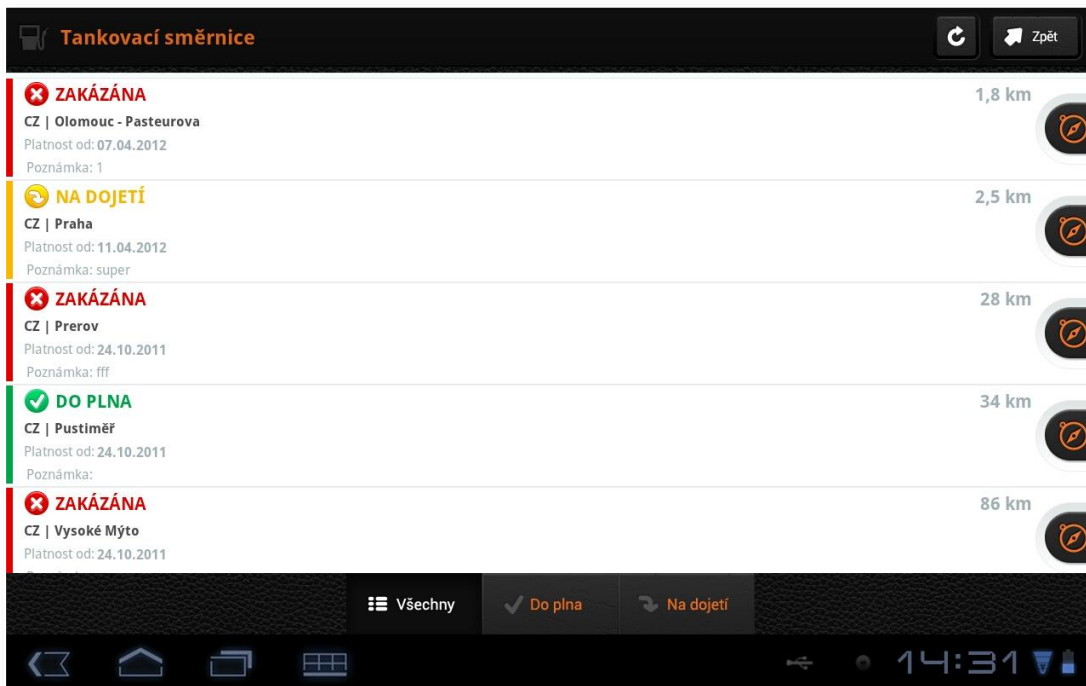 Tankovací směrnice
Zpět
ZAKÁZÁNA
1,8 km
CZ | Olomouc - Pasteurova
Platnost od: 07.04.2012
Poznámka: 1
NA DOJETÍ
2,5 km
CZ | Praha
Platnost od: 11.04.2012
Poznámka: super
ZAKÁZÁNA
28 km
CZ | Prerov
Platnost od: 24.10.2011
Poznámka: fff
DO PLNA
34 km
CZ | Pustiměř
Platnost od: 24.10.2011
Poznámka:
ZAKÁZÁNA
86 km
CZ | Vysoké Mýto
Platnost od: 24.10.2011
Všechny
Do plna
Na dojetí
14:31